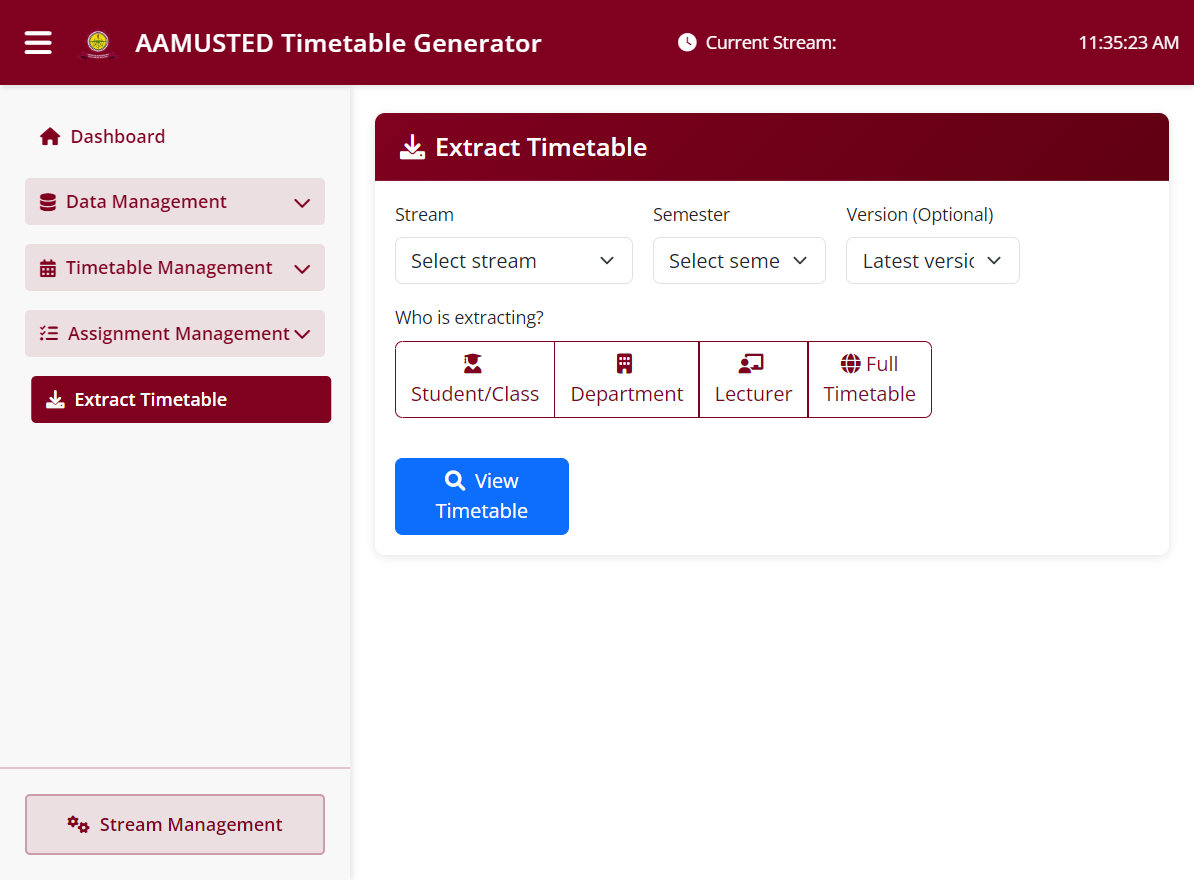 AAMUSTED Timetable Generator
Current Stream:
11:35:23 AM
Dashboard
Data Management
Timetable Management
Assignment Management
Extract Timetable
Stream Management
Extract Timetable
Stream
Semester
Version (Optional)
Select stream
Select seme
Latest versic
Who is extracting?
Student/Class
Department
Lecturer
Full
Timetable
View
Timetable